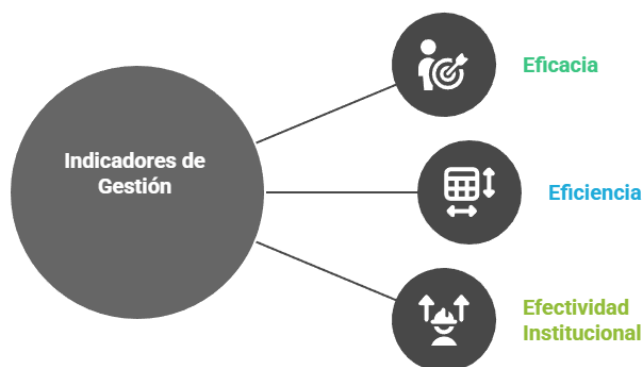 Indicadores de
Gestión
Eficacia
Eficiencia
Efectividad
Institucional